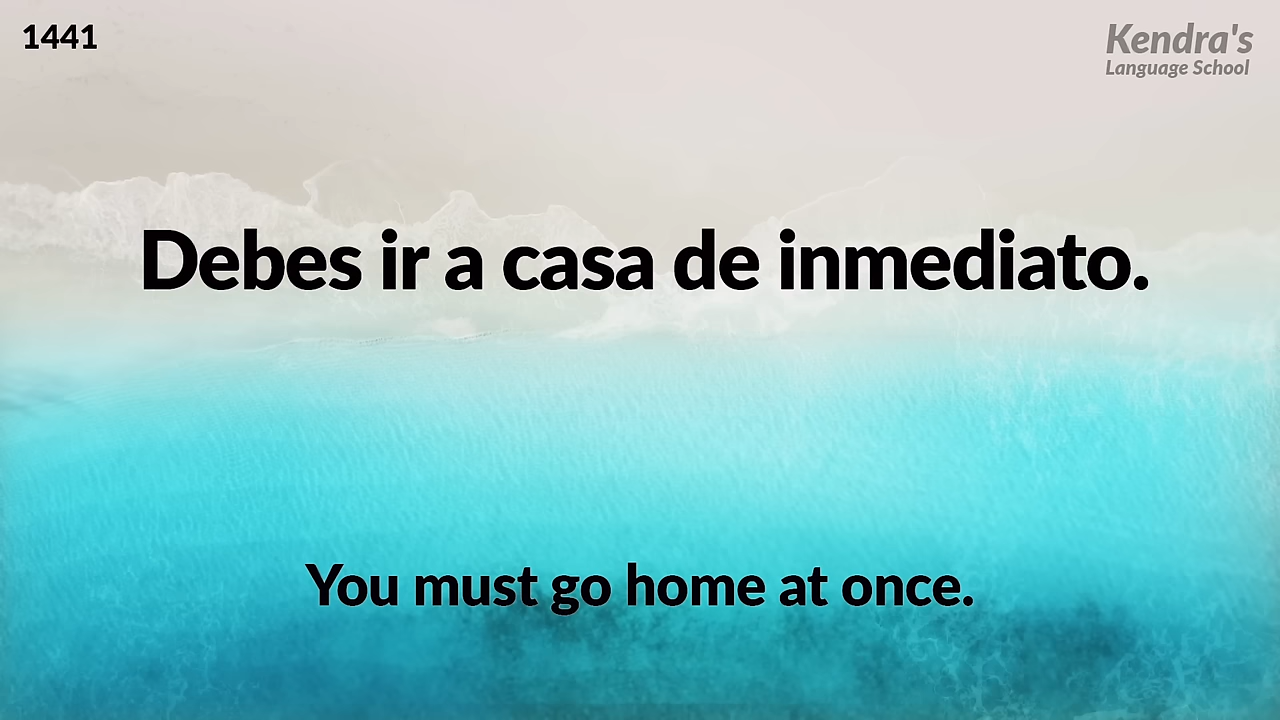 1441
Kendra's
Language School
Debes ir a casa de inmediato.
You must go home at once.